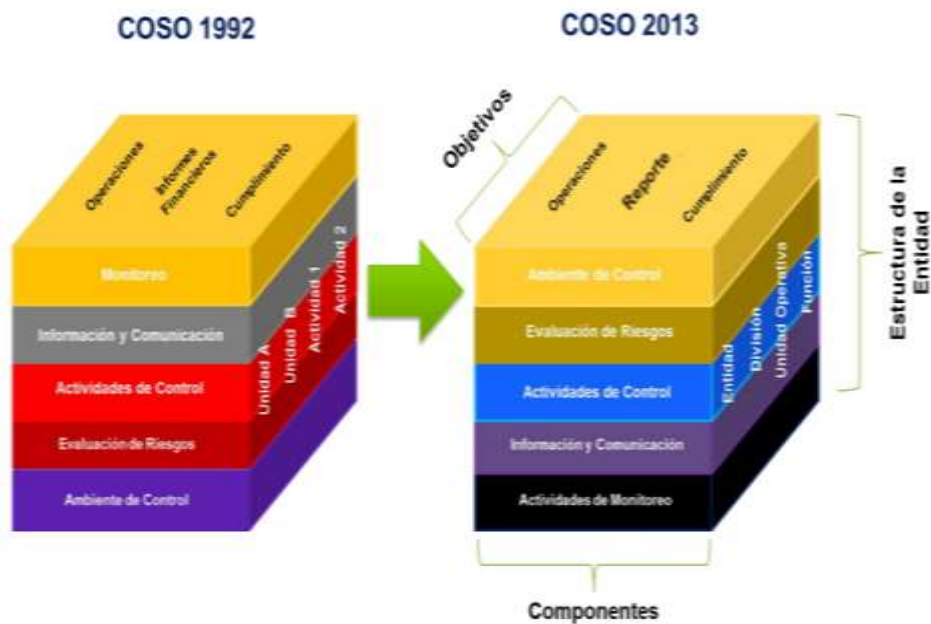 COSO 1992
COSO 2013
Operaciones
Informes
Financieros
Cumplimiento
Monitoreo
Información y Comunicación
Actividades de Control
Evaluación de Riesgos
Ambiente de Control
Unidad A
Unidad B
Actividad 1
Actividad 2
Objetivos
Operaciones
Reporte
Cumplimento
Ambiente de Control
Evaluación de Riesgos
Actividades de Control
Información y Comunicación
Actividades de Monitoreo
Entidad
División
Unidad Operativa
Función
Estructura de la
Entidad
Componentes